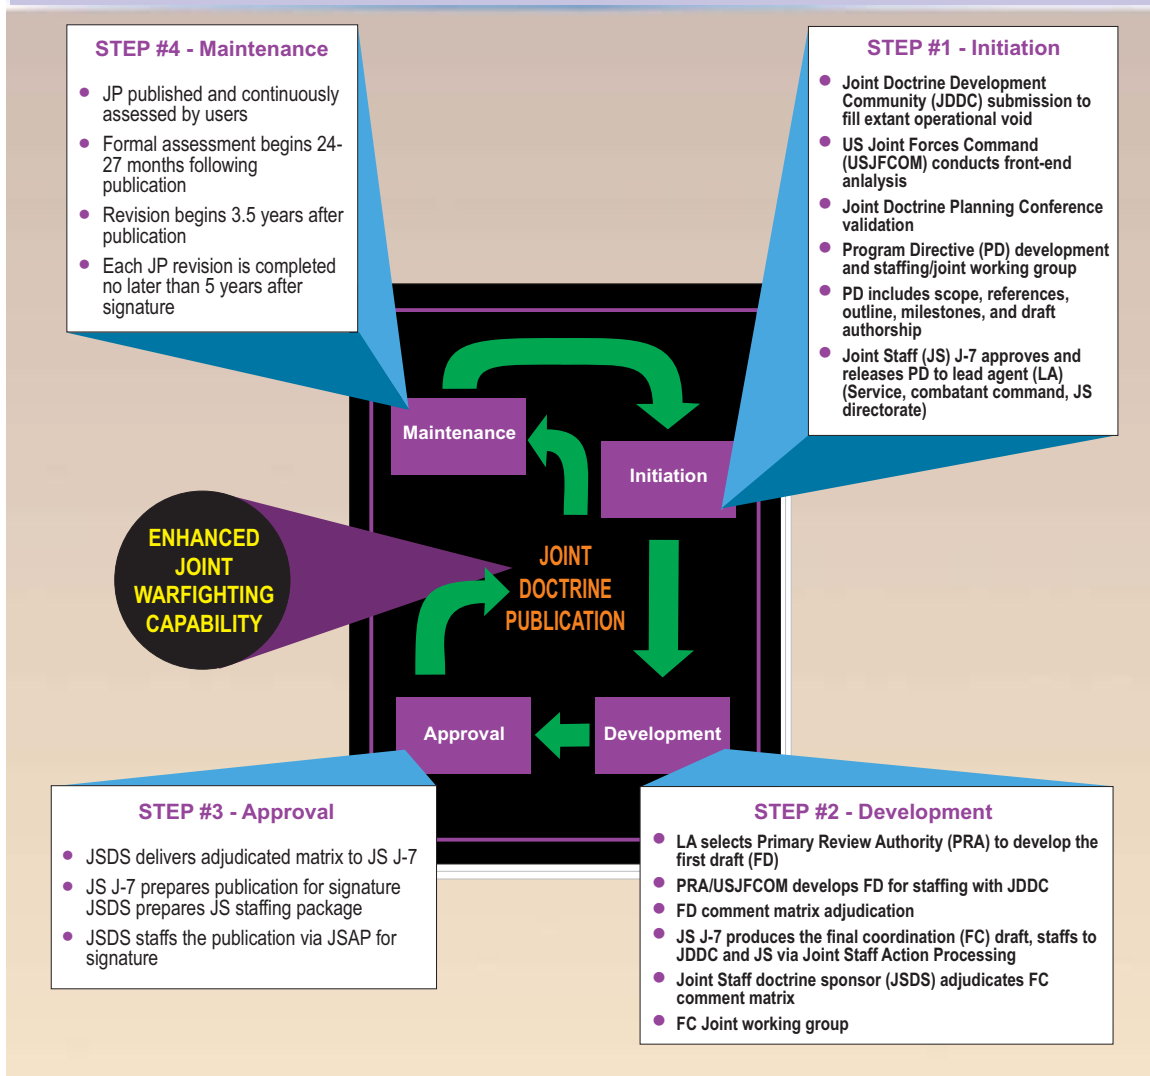 STEP #4 - Maintenance
JP published and continuously
assessed by users
Formal assessment begins 24-
27 months following
publication
Revision begins 3.5 years after
publication
Each JP revision is completed
no later than 5 years after
signature
STEP #1 - Initiation
Joint Doctrine Development
Community (JDDC) submission to
fill extant operational void
US Joint Forces Command
(USJFCOM) conducts front-end
anlalysis
Joint Doctrine Planning Conference
validation
Program Directive (PD) development
and staffing/joint working group
PD includes scope, references,
outline, milestones, and draft
authorship
Joint Staff (JS) J-7 approves and
releases PD to lead agent (LA)
(Service, combatant command, JS
directorate)
Maintenance
Initiation
ENHANCED
JOINT
WARFIGHTING
CAPABILITY
JOINT
DOCTRINE
PUBLICATION
Approval
Development
STEP #3 - Approval
JSDS delivers adjudicated matrix to JS J-7
JS J-7 prepares publication for signature
JSDS prepares JS staffing package
JSDS staffs the publication via JSAP for
signature
STEP #2 - Development
LA selects Primary Review Authority (PRA) to develop the
first draft (FD)
PRA/USJFCOM develops FD for staffing with JDDC
FD comment matrix adjudication
JS J-7 produces the final coordination (FC) draft, staffs to
JDDC and JS via Joint Staff Action Processing
Joint Staff doctrine sponsor (JSDS) adjudicates FC
comment matrix
FC Joint working group